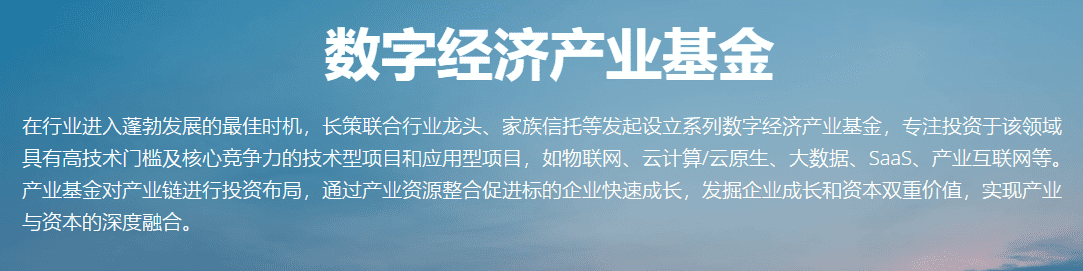 数字经济产业基金
在行业进入蓬勃发展的最佳时机，长策联合行业龙头、家族信托等发起设立系列数字经济产业基金，专注投资于该领域
具有高技术门槛及核心竞争力的技术型项目和应用型项目，如物联网、云计算/云原生、大数据、SaaS、产业互联网等。
产业基金对产业链进行投资布局，通过产业资源整合促进标的企业快速成长，发掘企业成长和资本双重价值，实现产业
与资本的深度融合。